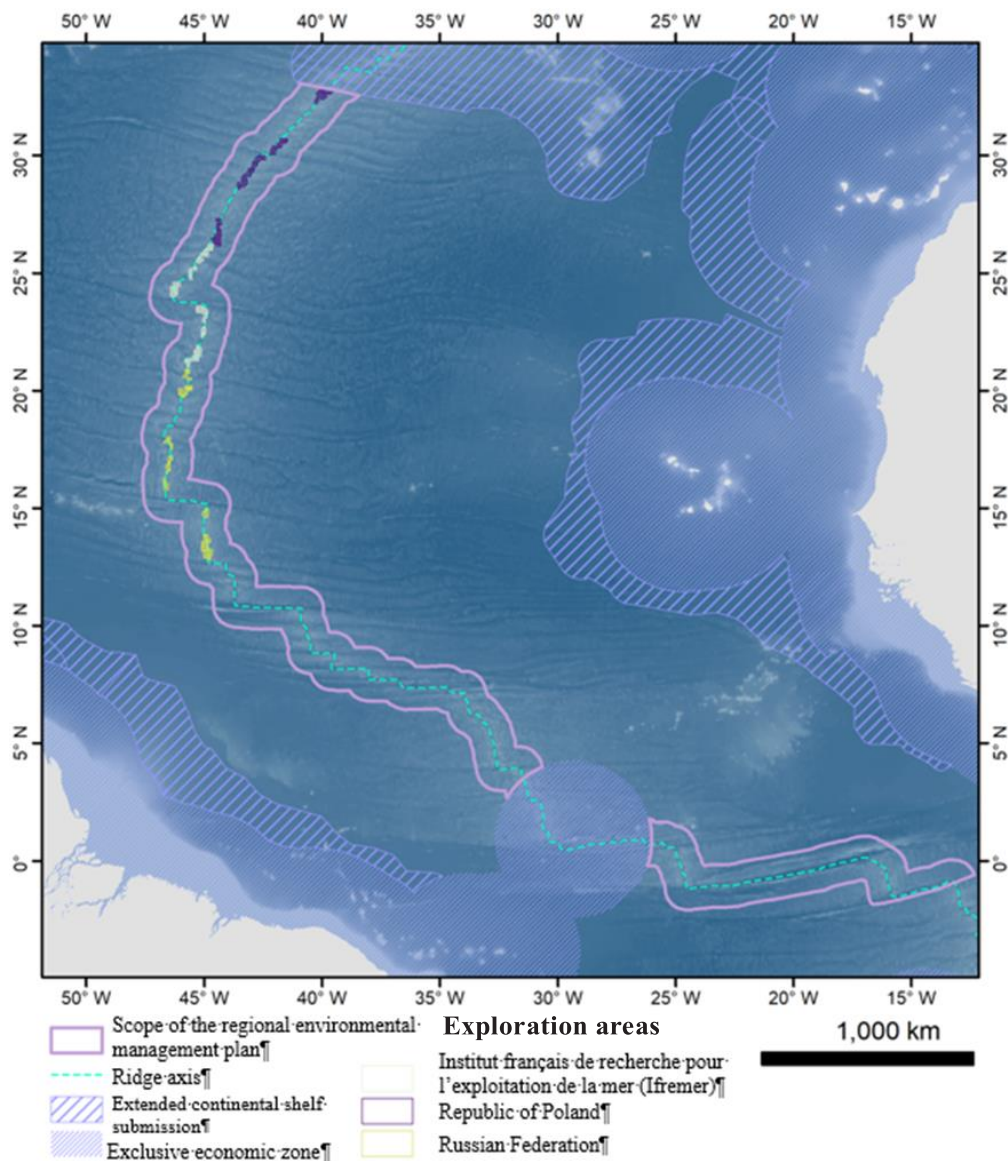 50° W 45° W 40° W 35° W 30° W 25° W 20° W 15° W
30° N 30° N
25° N 25° N
20° N 20° N
15° N 15° N
10° N 10° N
5° N 5° N
0° 0°
50° W 45° W 40° W 35° W 30° W 25° W 20° W 15° W
Scope of the regional·environmental·
management·plan¶
Ridge·axis¶
Extended·continental·shelf·
submission¶
Exclusive·economic·zone¶
Exploration areas
Institut·français·de·recherche·pour·
l’exploitation·de·la·mer·(Ifremer)¶
Republic·of·Poland¶
Russian·Federation¶
1,000 km